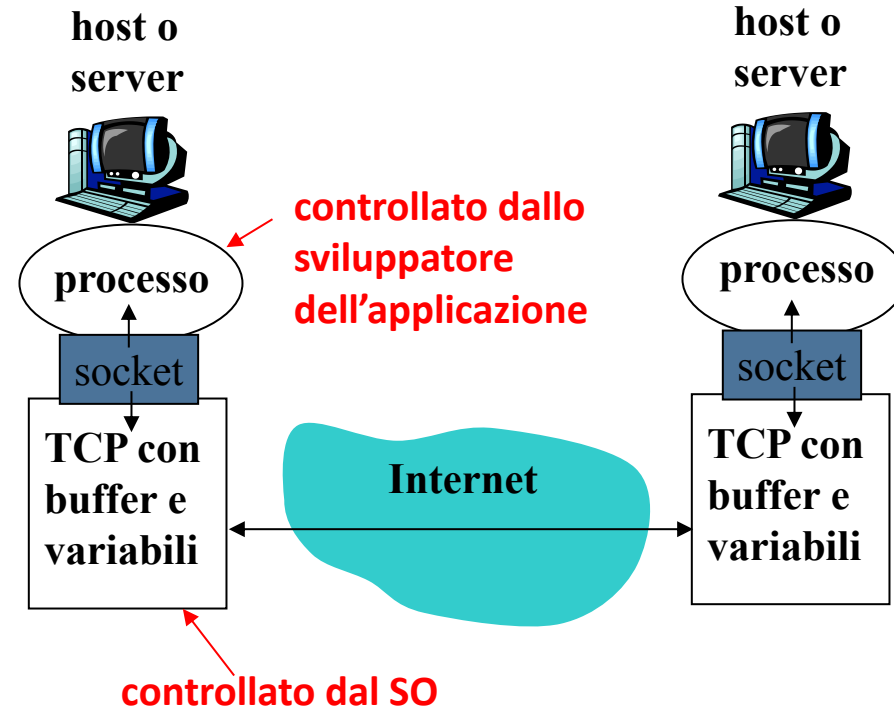 host o
server
host o
server
controllato dallo
sviluppatore
dell’applicazione
processo
processo
socket
socket
TCP con
buffer e
variabili
Internet
TCP con
buffer e
variabili
controllato dal SO